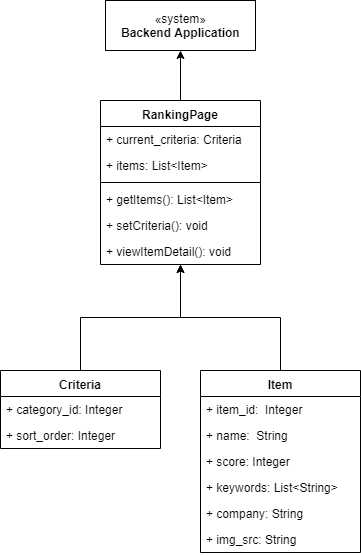 «system»
Backend Application
RankingPage
+ current_criteria: Criteria
+ items: List<Item>
+ getItems(): List<Item>
+ setCriteria(): void
+ viewItemDetail(): void
Criteria
+ category_id: Integer
+ sort_order: Integer
Item
+ item_id:  Integer
+ name:  String
+ score: Integer
+ keywords: List<String>
+ company: String
+ img_src: String